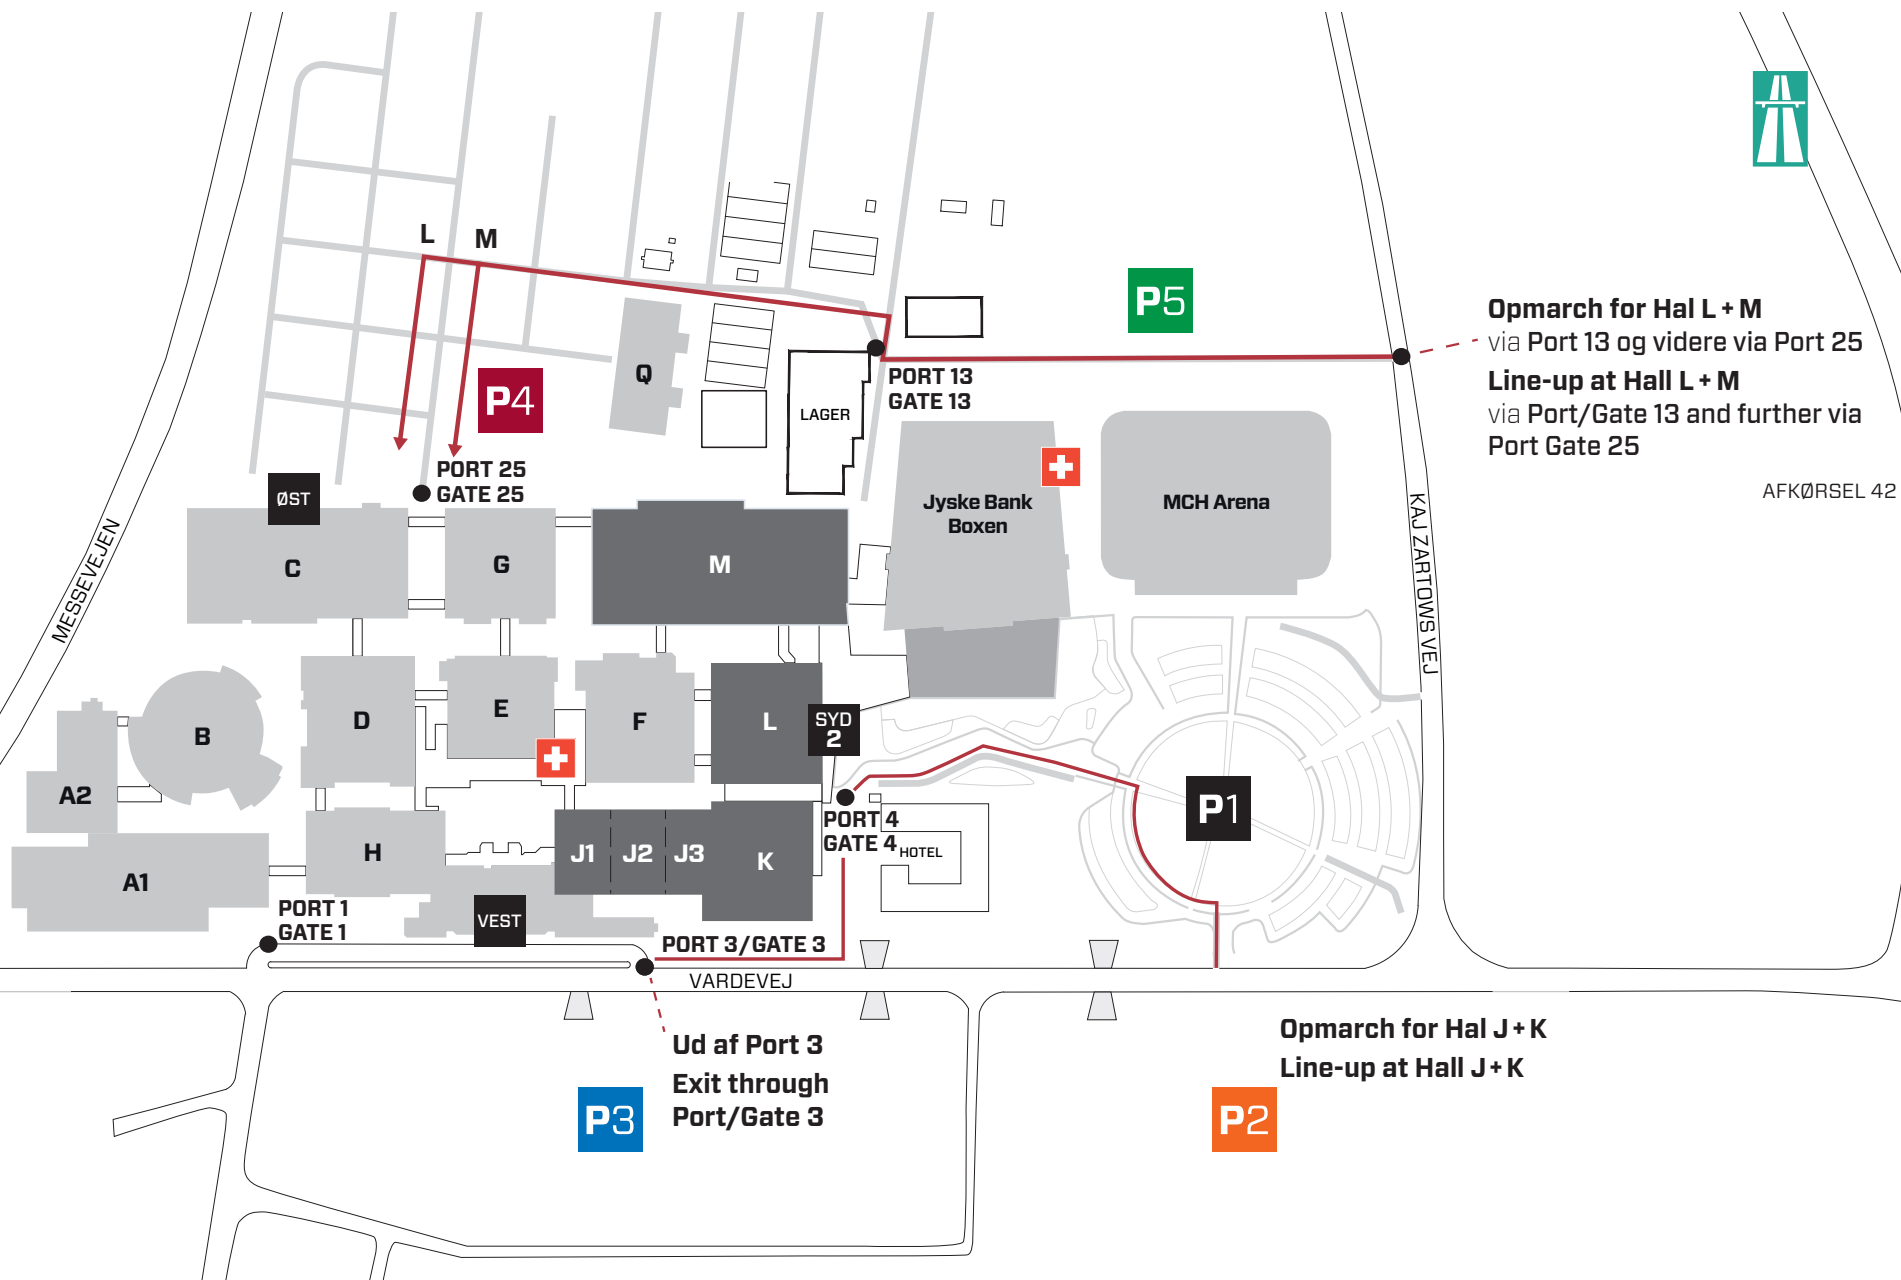 L
M
P5
Opmarch for Hal L + M
via Port 13 og videre via Port 25
Line-up at Hall L + M
via Port/Gate 13 and further via
Port Gate 25
AFKØRSEL 42
Q
P4
PORT 13
GATE 13
LAGER
PORT 25
GATE 25
ØST
Jyske Bank
Boxen
MCH Arena
KAJ ZARTOWS VEJ
MESSEVEJEN
C
G
M
B
D
E
F
L
SYD
2
A2
P1
PORT 4
GATE 4
HOTEL
H
J1
J2
J3
K
A1
PORT 1
GATE 1
VEST
PORT 3/GATE 3
VARDEVEJ
Ud af Port 3
Exit through
Port/Gate 3
Opmarch for Hal J + K
Line-up at Hall J + K
P3
P2